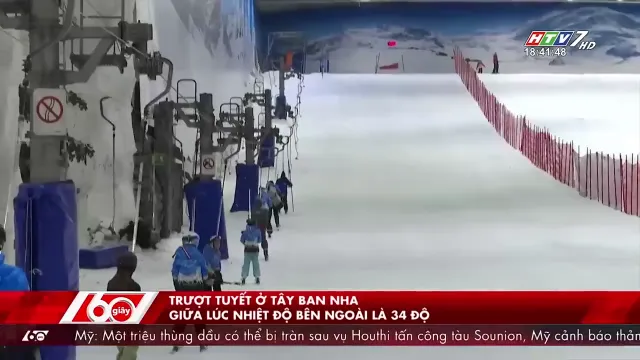 HTV7 HD
18:41:48
60 giây
TRƯỢT TUYẾT Ở TÂY BAN NHA
GIỮA LÚC NHIỆT ĐỘ BÊN NGOÀI LÀ 34 ĐỘ
60 Mỹ: Một triệu thùng dầu có thể bị tràn sau vụ Houthi tấn công tàu Sounion, Mỹ cảnh báo thảm